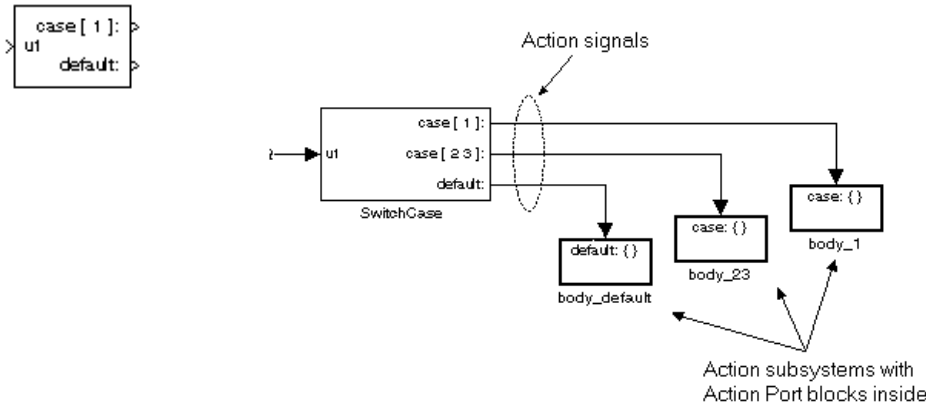 case [ 1 ]:
u1
default:
Action signals
case [ 1 ]:
u1
case [ 2 3 ]:
default:
SwitchCase
case: { }
body_1
case: { }
body_23
default: { }
body_default
Action subsystems with
Action Port blocks inside